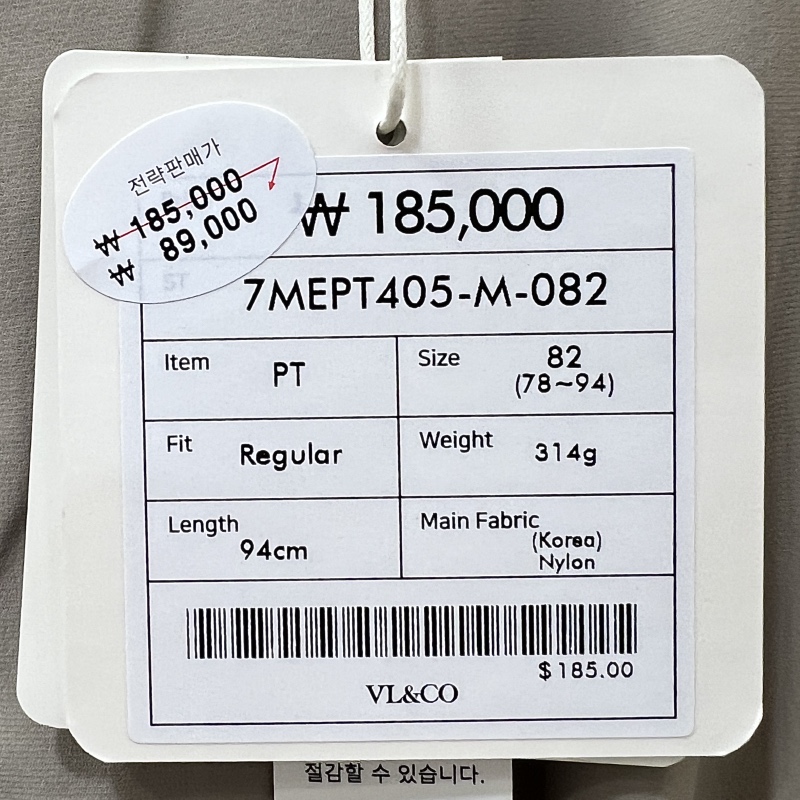 전략판매가
₩ 185,000
₩ 89,000
₩ 185,000
ST
7MEPT405-M-082
Item PT
Size 82
(78~94)
Fit Regular
Weight 314g
Length
94cm
Main Fabric
(Korea)
Nylon
$185.00
VL&CO
절감할 수 있습니다.